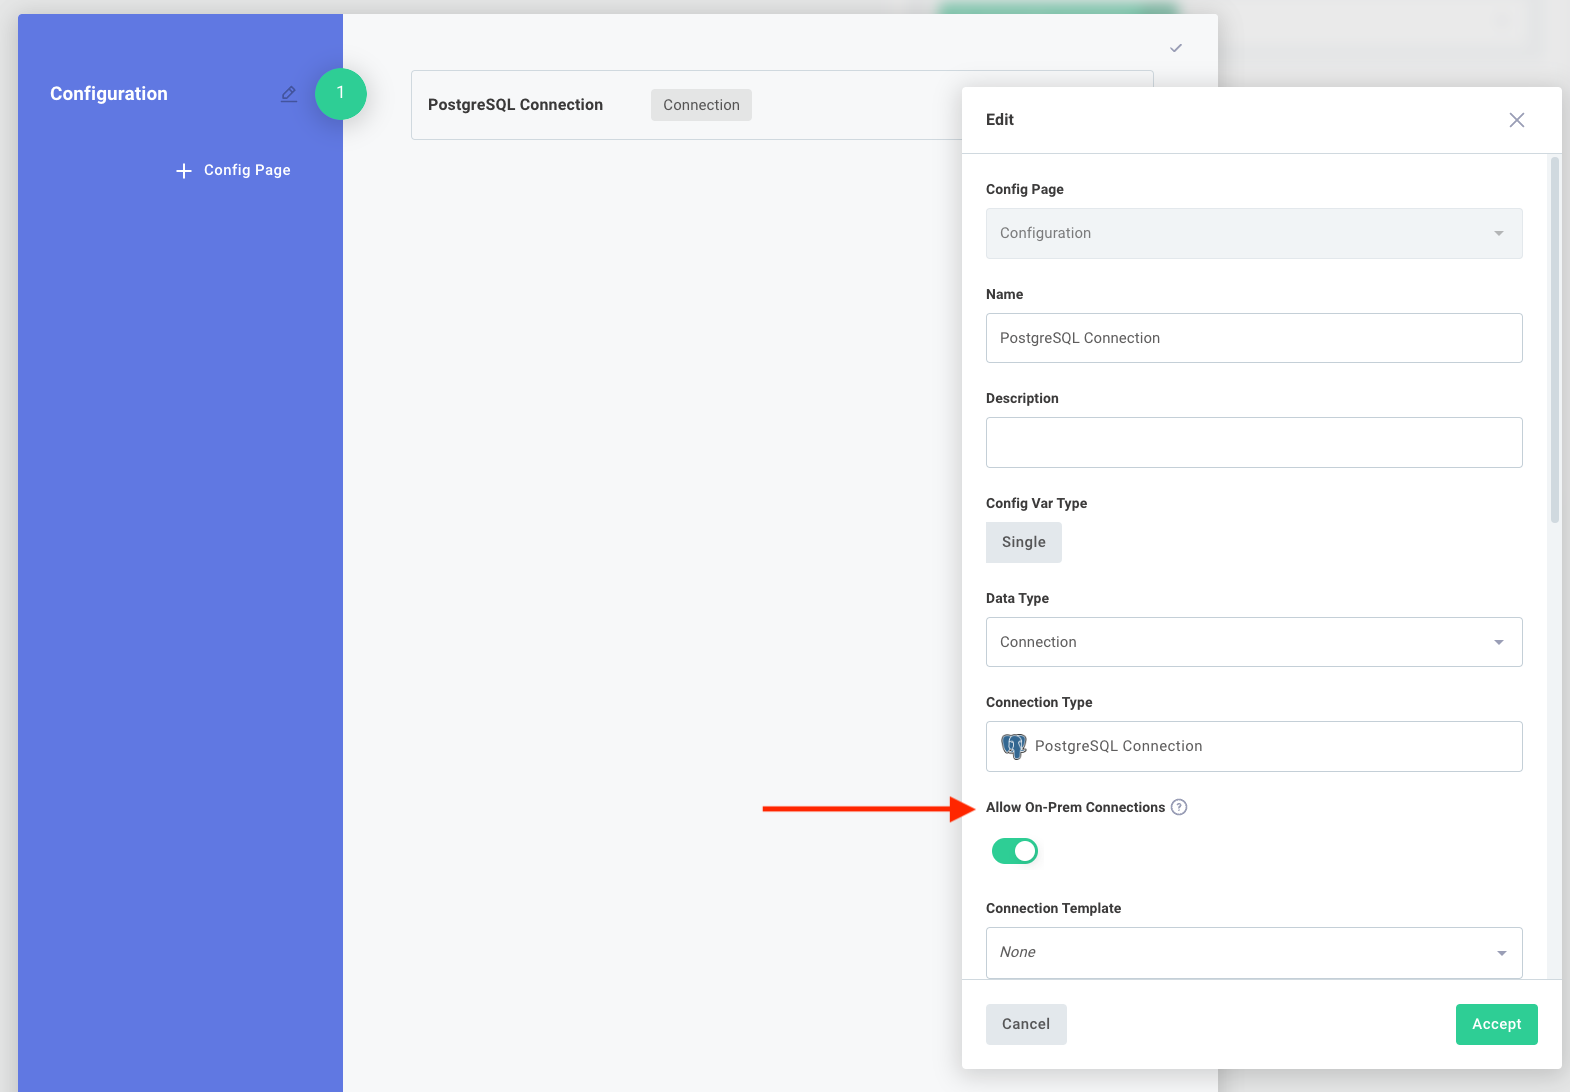 Configuration
1
Config Page
PostgreSQL Connection
Connection
Edit
Config Page
Configuration
Name
PostgreSQL Connection
Description
Config Var Type
Single
Data Type
Connection
Connection Type
PostgreSQL Connection
Allow On-Prem Connections ?
Connection Template
None
Cancel
Accept